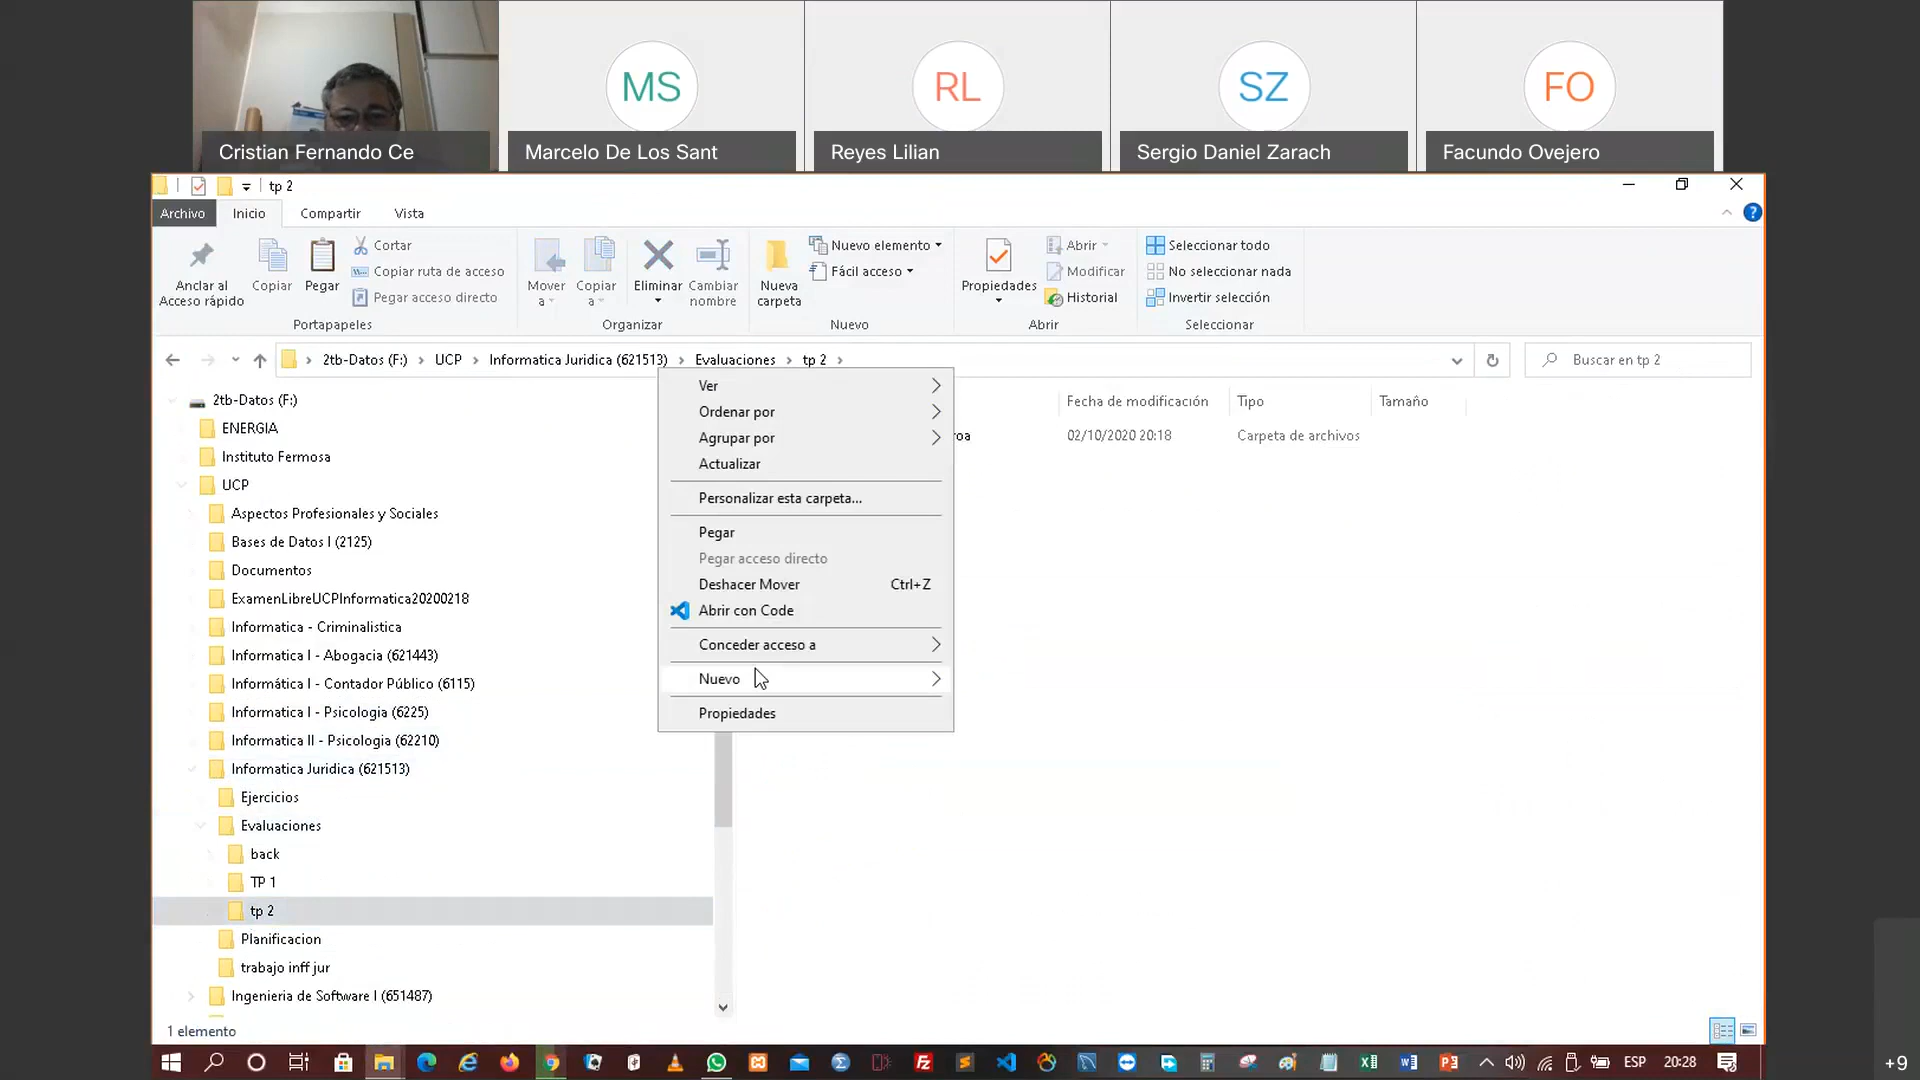 MS
RL
SZ
FO
Cristian Fernando Ce
Marcelo De Los Sant
Reyes Lilian
Sergio Daniel Zarach
Facundo Ovejero
tp 2
Archivo
Inicio
Compartir
Vista
Anclar al
Acceso rápido
Copiar
Pegar
Cortar
Copiar ruta de acceso
Pegar acceso directo
Portapapeles
Mover
a
Copiar
a
Eliminar
Cambiar
nombre
Organizar
Nueva
carpeta
Nuevo elemento
Fácil acceso
Nuevo
Propiedades
Abrir
Modificar
Historial
Abrir
Seleccionar todo
No seleccionar nada
Invertir selección
Seleccionar
2tb-Datos (F:)
UCP
Informatica Juridica (621513)
Evaluaciones
tp 2
Buscar en tp 2
2tb-Datos (F:)
ENERGIA
Instituto Fermosa
UCP
Aspectos Profesionales y Sociales
Bases de Datos I (2125)
Documentos
ExamenLibreUCPInformatica20200218
Informatica - Criminalistica
Informatica I - Abogacia (621443)
Informática I - Contador Público (6115)
Informatica I - Psicologia (6225)
Informatica II - Psicologia (62210)
Informatica Juridica (621513)
Ejercicios
Evaluaciones
back
TP 1
tp 2
Planificacion
trabajo inff jur
Ingenieria de Software I (651487)
Fecha de modificación
Tipo
Tamaño
roa
02/10/2020 20:18
Carpeta de archivos
Ver
Ordenar por
Agrupar por
Actualizar
Personalizar esta carpeta...
Pegar
Pegar acceso directo
Deshacer Mover
Ctrl+Z
Abrir con Code
Conceder acceso a
Nuevo
Propiedades
1 elemento
ESP
20:28
+9